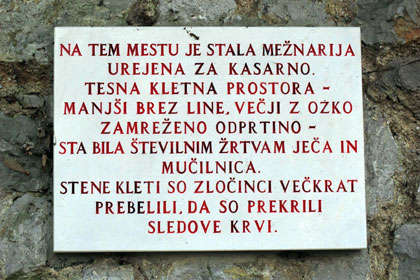 NA TEM MESTU JE STALA MEŽNARIJA
UREJENA ZA KASARNO.
TESNA KLETNA PROSTORA –
MANJŠI BREZ LINE, VEČJI Z OZKO
ZAMREŽENO ODPRTINO –
STA BILA ŠTEVILNIM ŽRTVAM JEČA IN
MUČILNICA.
STENE KLETI SO ZLOČINCI VEČKRAT
PREBELILI, DA SO PREKRILI
SLEDOVE KRVI.